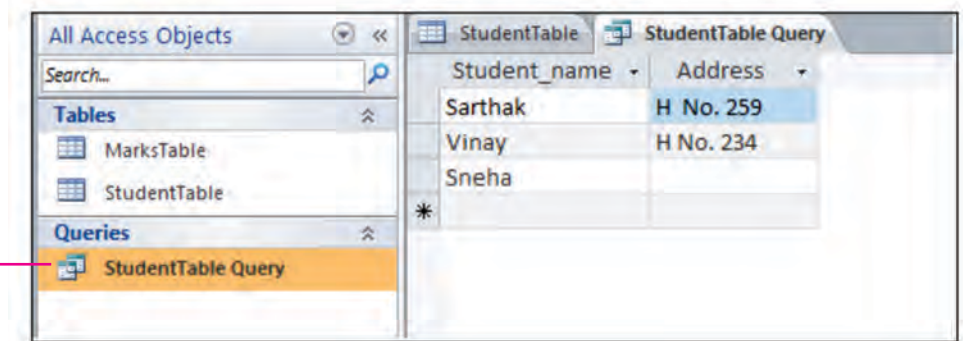 All Access Objects
Search...
Tables
MarksTable
StudentTable
Queries
StudentTable Query
StudentTable StudentTable Query
Student_name Address
Sarthak H No. 259
Vinay H No. 234
Sneha